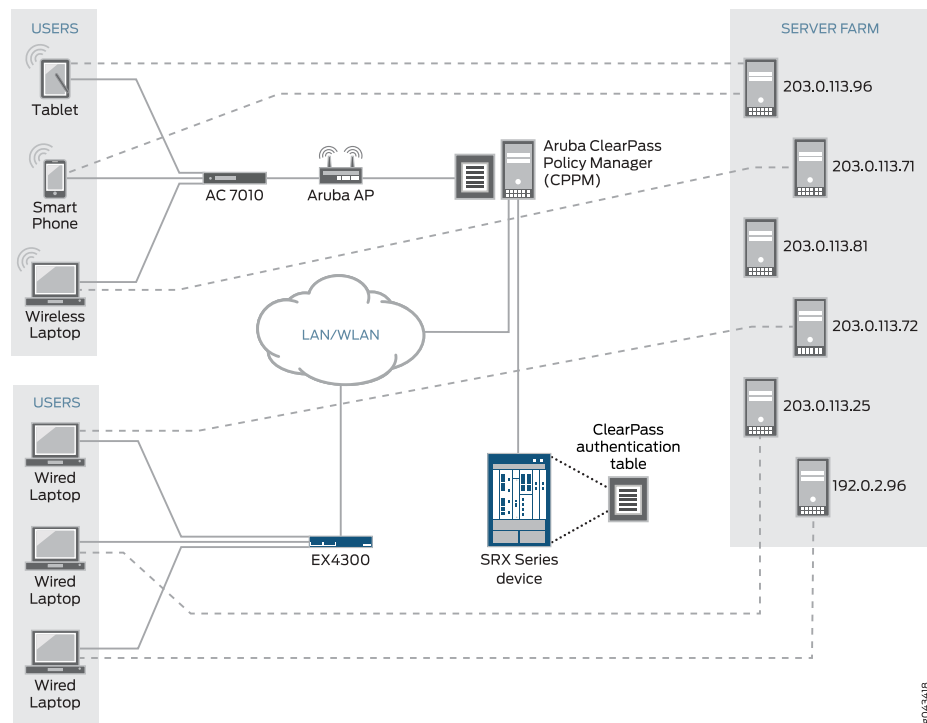 USERS
Tablet
Smart
Phone
Wireless
Laptop
AC 7010
Aruba AP
Aruba ClearPass
Policy Manager
(CPPM)
LAN/WLAN
USERS
Wired
Laptop
Wired
Laptop
Wired
Laptop
EX4300
SRX Series
device
ClearPass
authentication
table
SERVER FARM
203.0.113.96
203.0.113.71
203.0.113.81
203.0.113.72
203.0.113.25
192.0.2.96
g043418